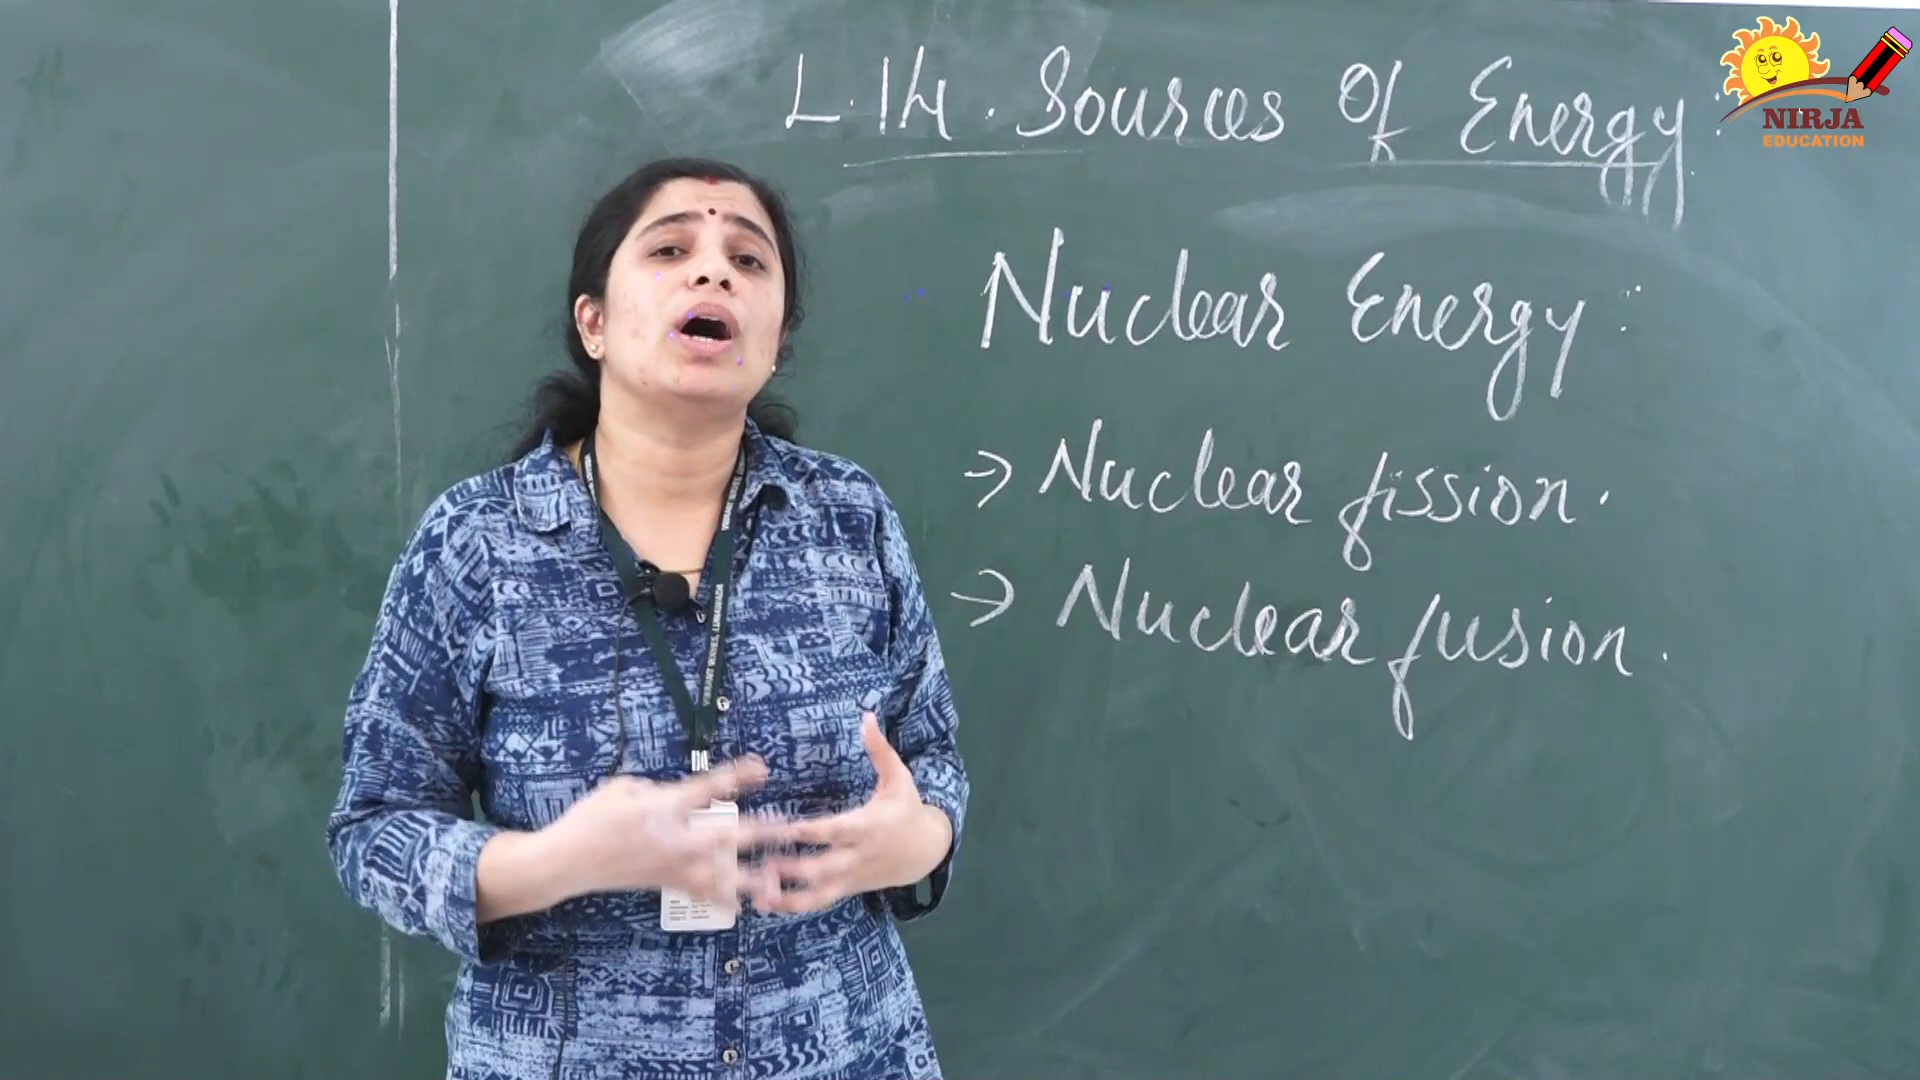 L.14. Sources Of Energy:
NIRJA
EDUCATION
Nuclear Energy:
→ Nuclear fission.
→ Nuclear fusion.